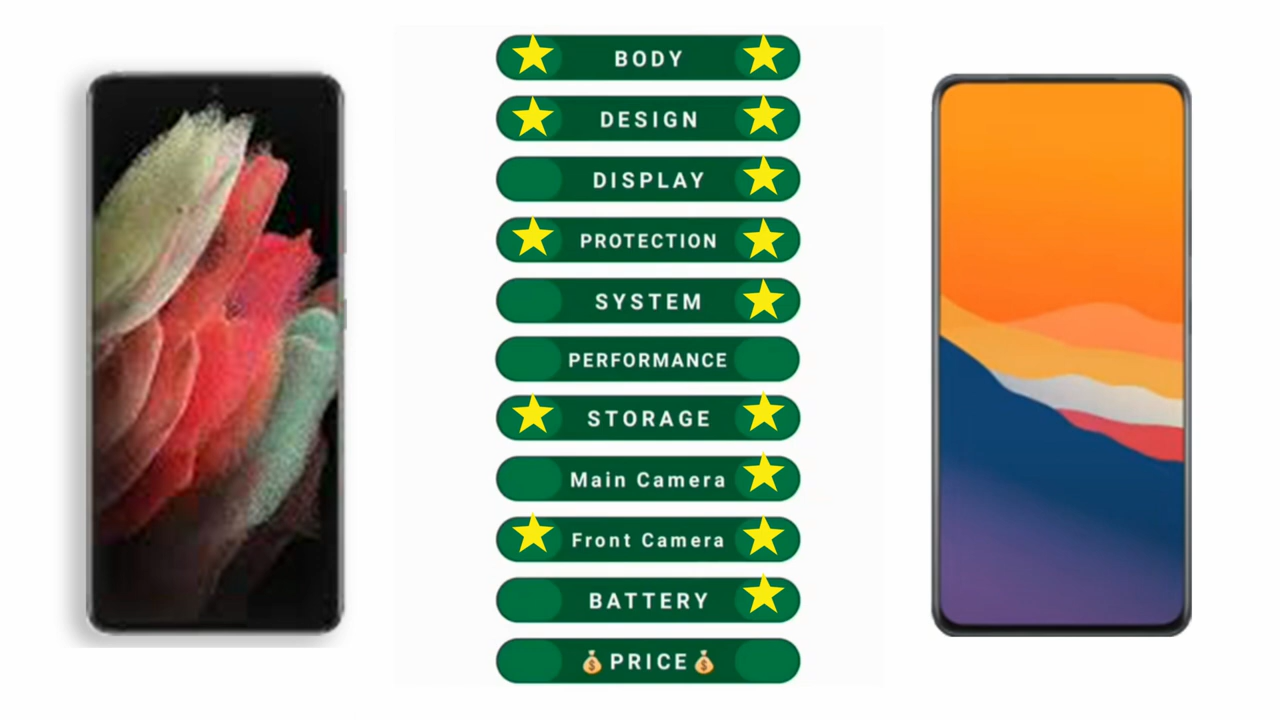 BODY
DESIGN
DISPLAY
PROTECTION
SYSTEM
PERFORMANCE
STORAGE
Main Camera
Front Camera
BATTERY
💰PRICE💰